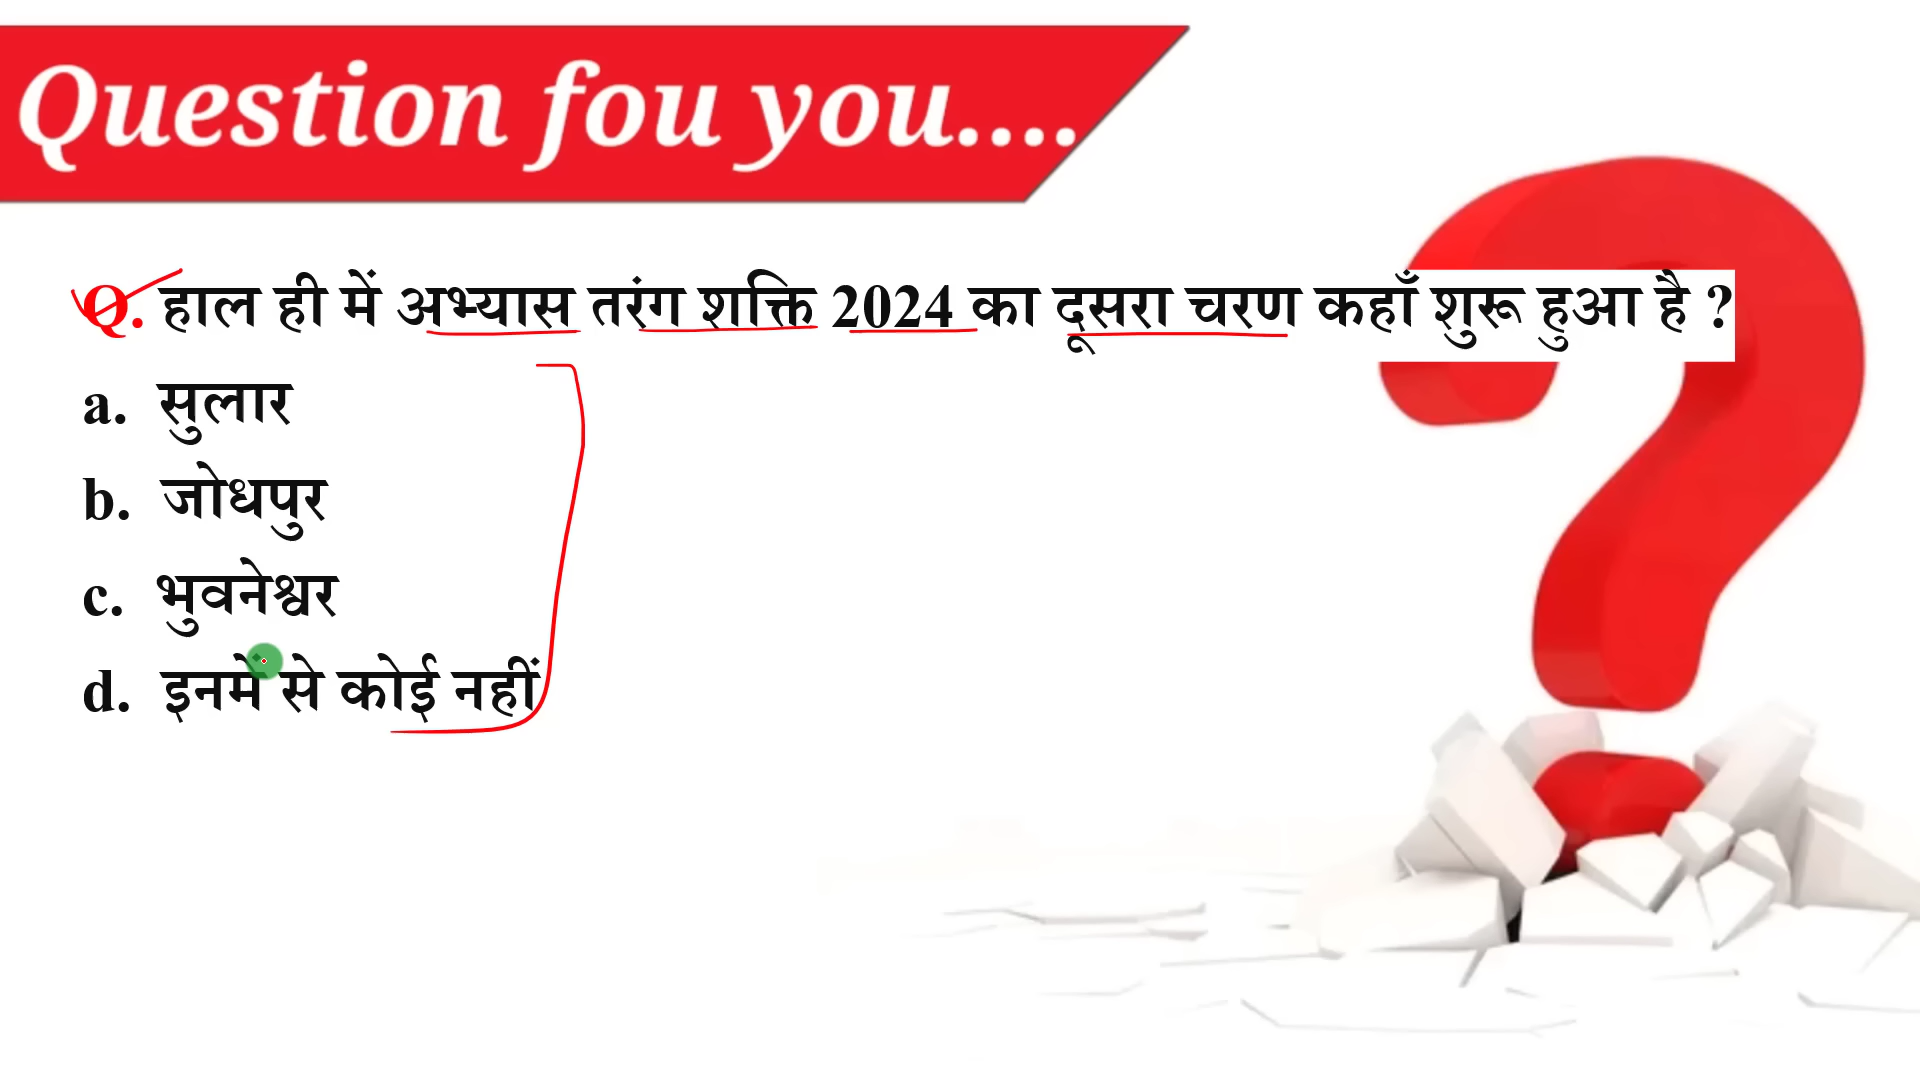 Question fou you....
Q. हाल ही में अभ्यास तरंग शक्ति 2024 का दूसरा चरण कहाँ शुरू हुआ है ?
a. सुलार
b. जोधपुर
c. भुवनेश्वर
d. इनमें से कोई नहीं